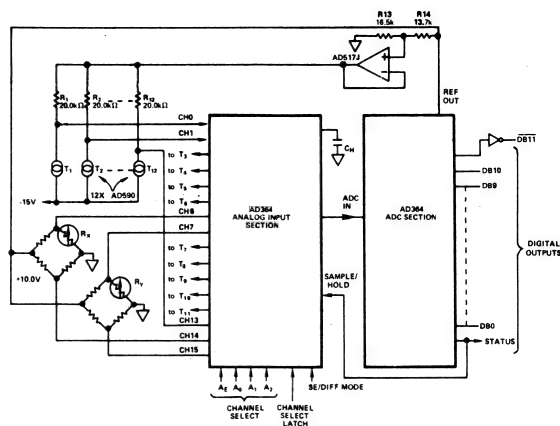 R13 R14
16.5k 13.7k
AD517J
REF
OUT
R1 R2 R12
20.0kΩ 20.0kΩ 20.0kΩ
CH0
CH1
DB11
to T3
T1 T2 T12
to T4
to T5
to T6
-15V
12X AD590
CH
DB10
DB9
AD364
ANALOG INPUT
SECTION
ADC
IN
AD364
ADC SECTION
CH6
CH7
RX
to T7
to T8
to T9
to T10
to T11
+10.0V
RY
SAMPLE/
HOLD
DIGITAL
OUTPUTS
CH13
CH14
CH15
DB0
STATUS
AE A0 A1 A2
SE/DIFF MODE
CHANNEL
SELECT
CHANNEL
SELECT
LATCH